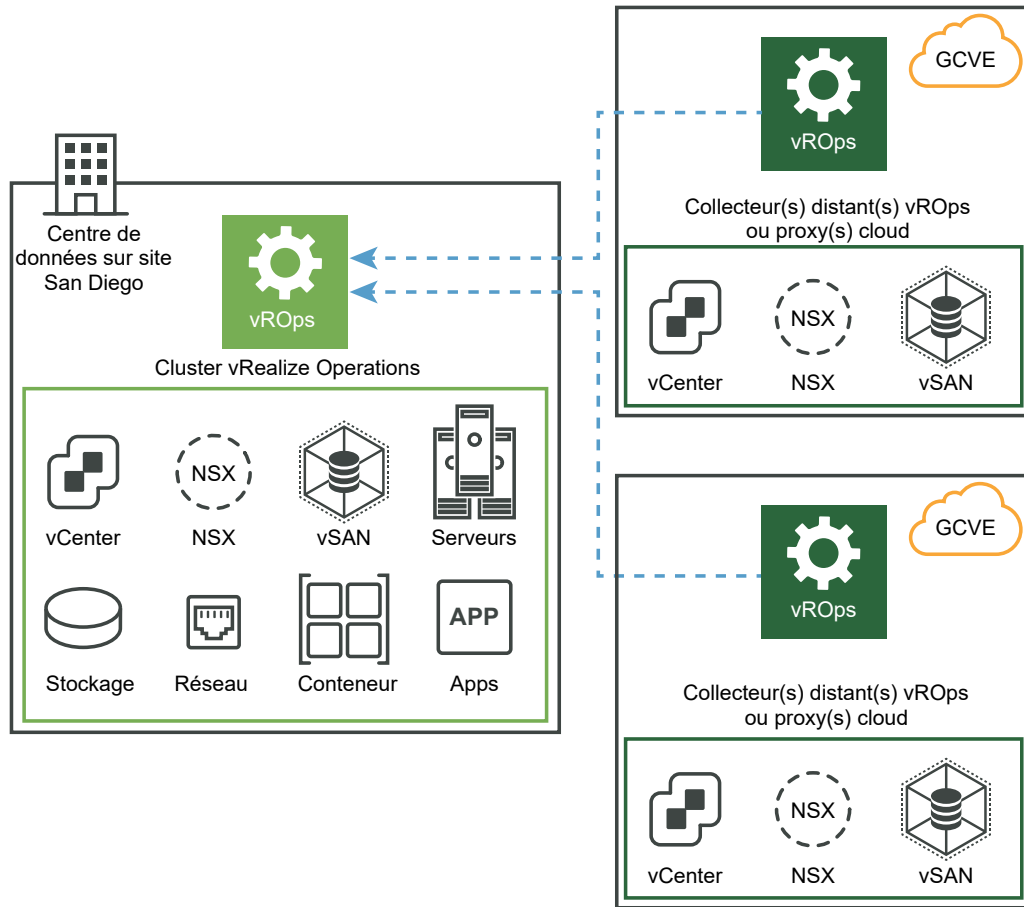 Centre de
données sur site
San Diego
vROps
Cluster vRealize Operations
NSX
vCenter
NSX
vSAN
Serveurs
APP
Stockage
Réseau
Conteneur
Apps
GCVE
vROps
Collecteur(s) distant(s) vROps
ou proxy(s) cloud
NSX
vCenter
NSX
vSAN
GCVE
vROps
Collecteur(s) distant(s) vROps
ou proxy(s) cloud
NSX
vCenter
NSX
vSAN